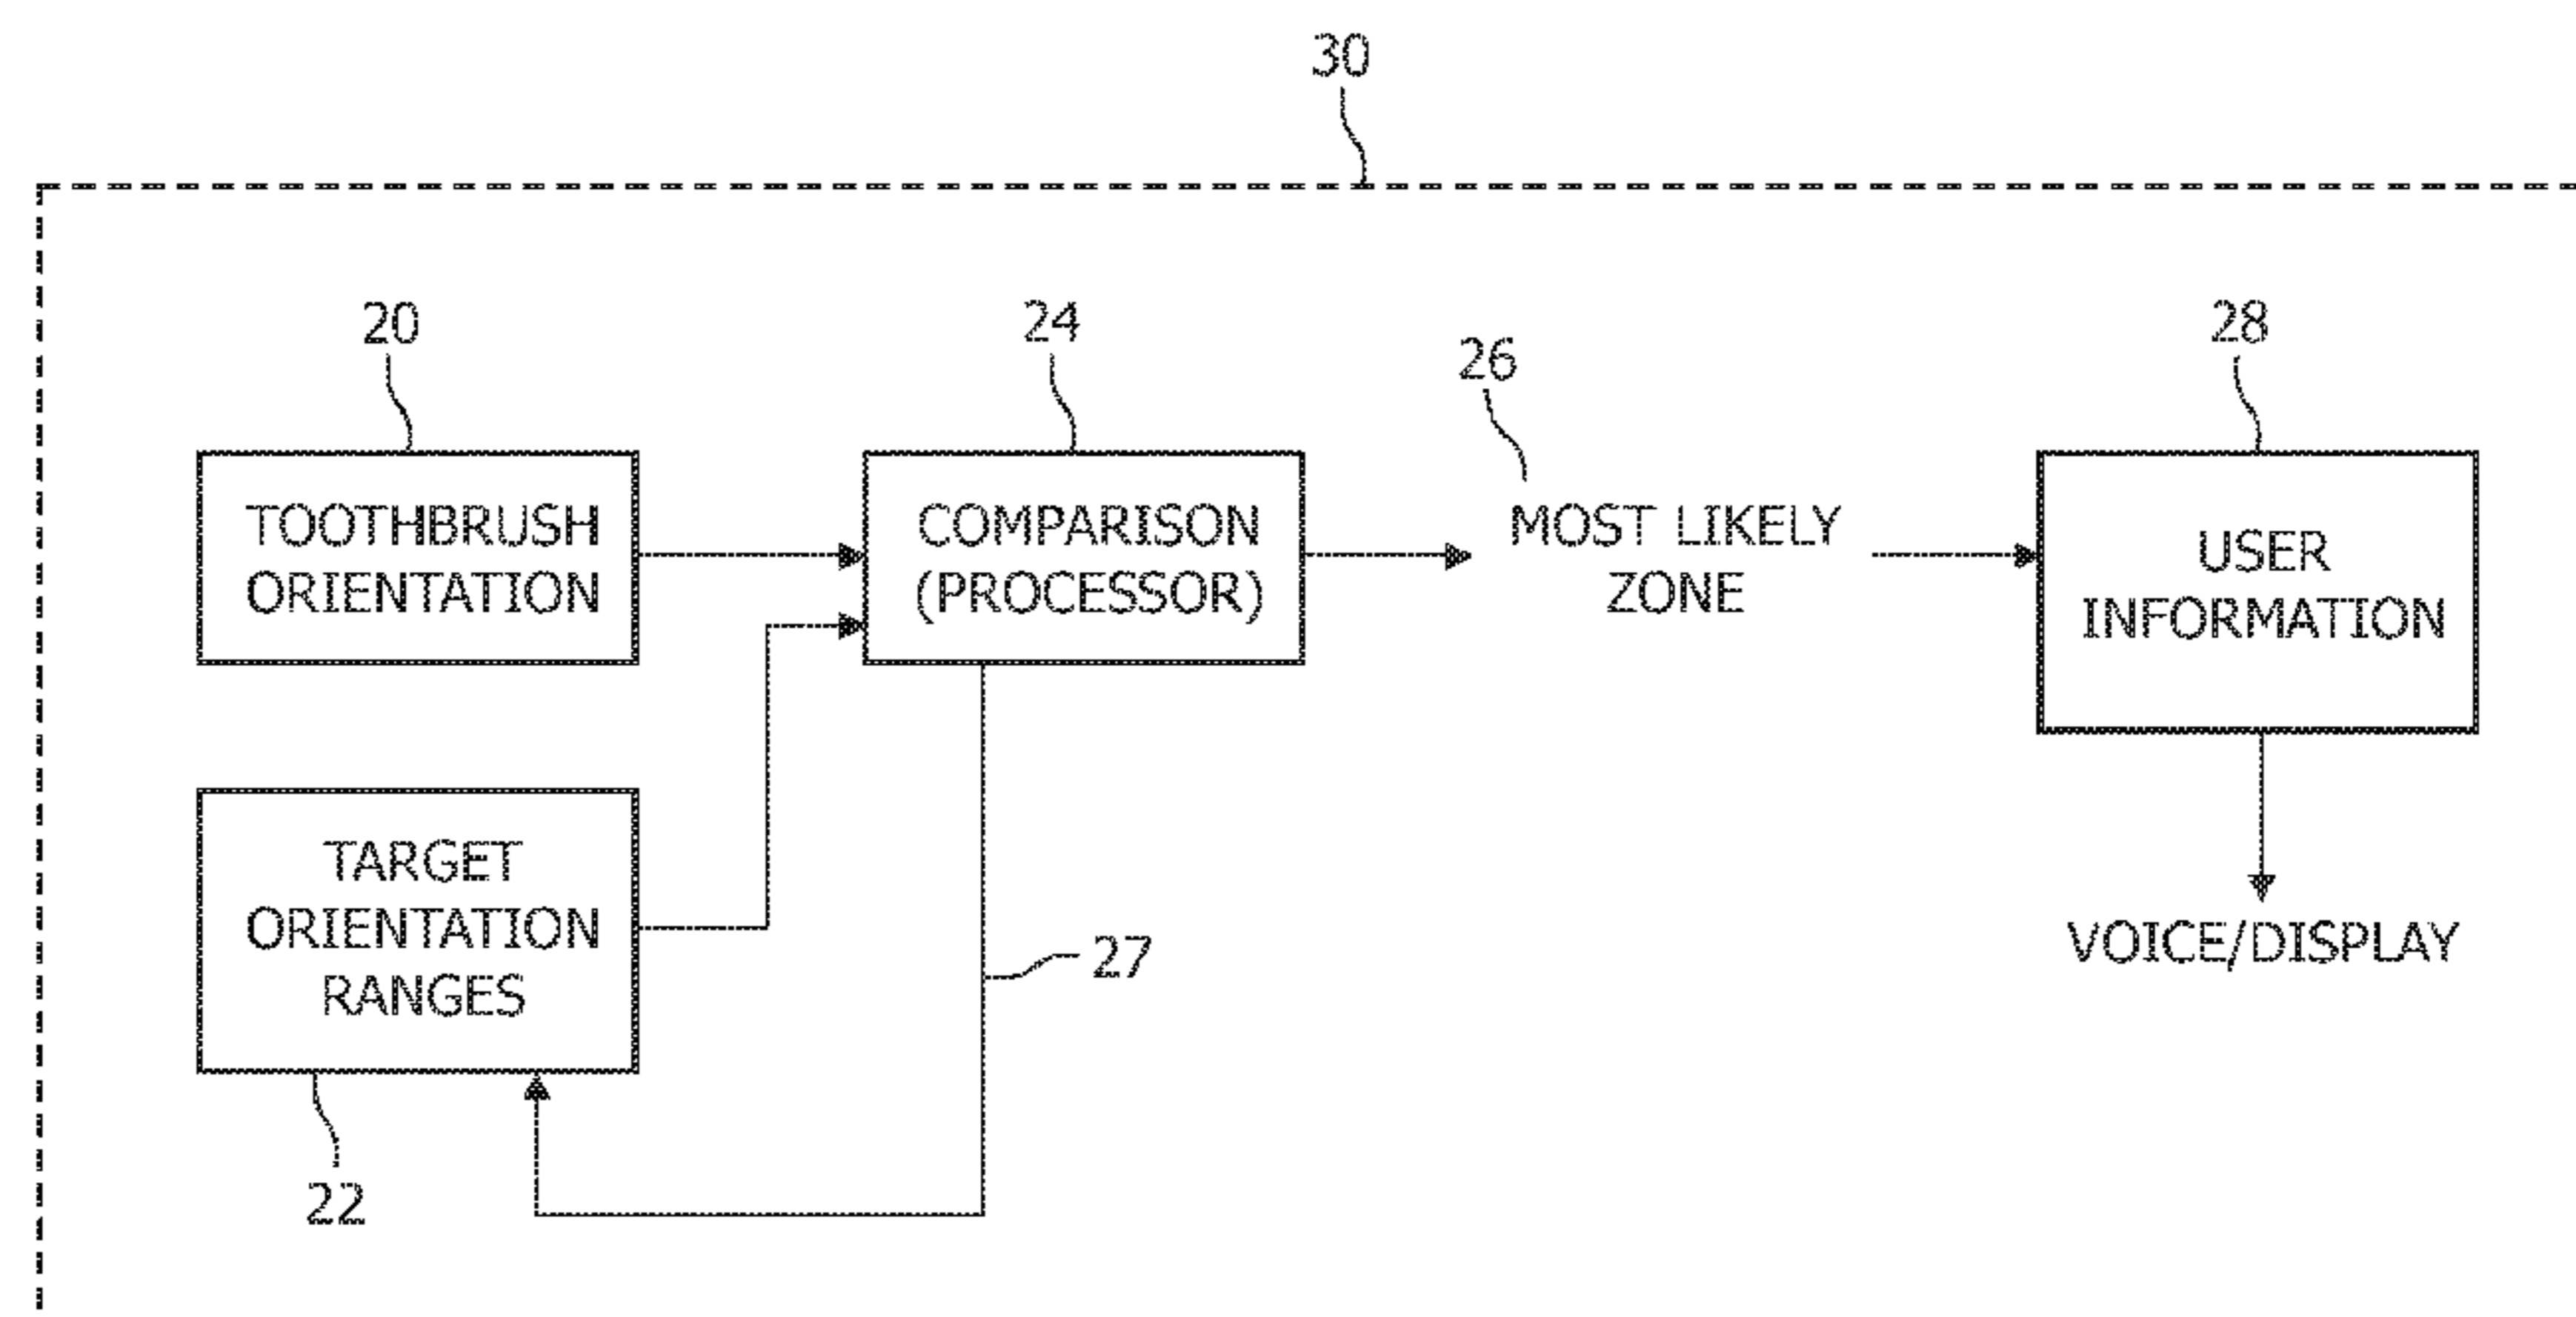 30
20
24
26
28
TOOTHBRUSH
ORIENTATION
COMPARISON
(PROCESSOR)
MOST LIKELY
ZONE
USER
INFORMATION
TARGET
ORIENTATION
RANGES
27
VOICE/DISPLAY
22